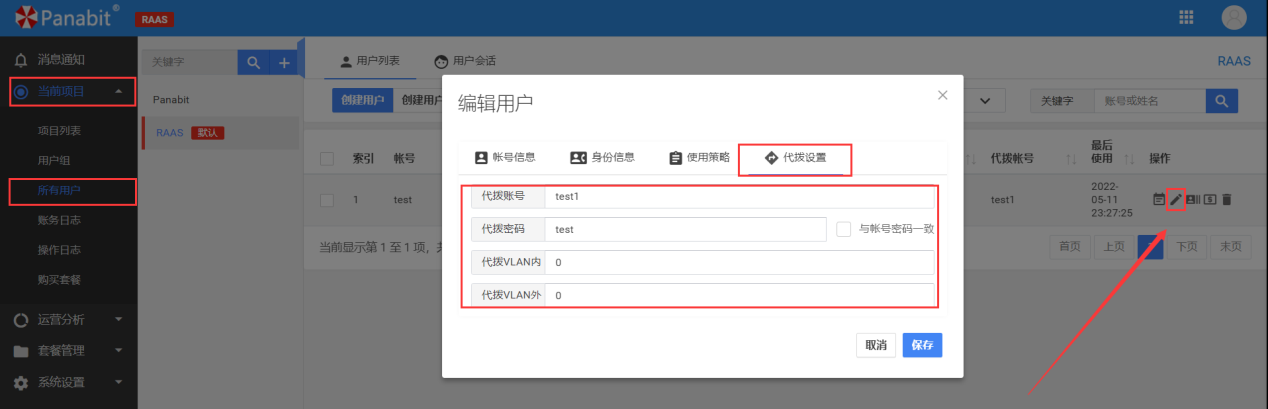 Panabit®
RAAS
消息通知
当前项目
项目列表
用户组
所有用户
账务日志
操作日志
购买套餐
运营分析
套餐管理
系统设置
关键字
Panabit
RAAS 默认
用户列表
用户会话
RAAS
创建用户
创建用户
关键字
账号或姓名
索引
帐号
代拨帐号
最后
使用
操作
1
test
test1
2022-
05-11
23:27:25
当前显示第 1 至 1 项，
首页
上页
下页
末页
编辑用户
帐号信息
身份信息
使用策略
代拨设置
代拨账号
test1
代拨密码
test
与帐号密码一致
代拨VLAN内
0
代拨VLAN外
0
取消
保存